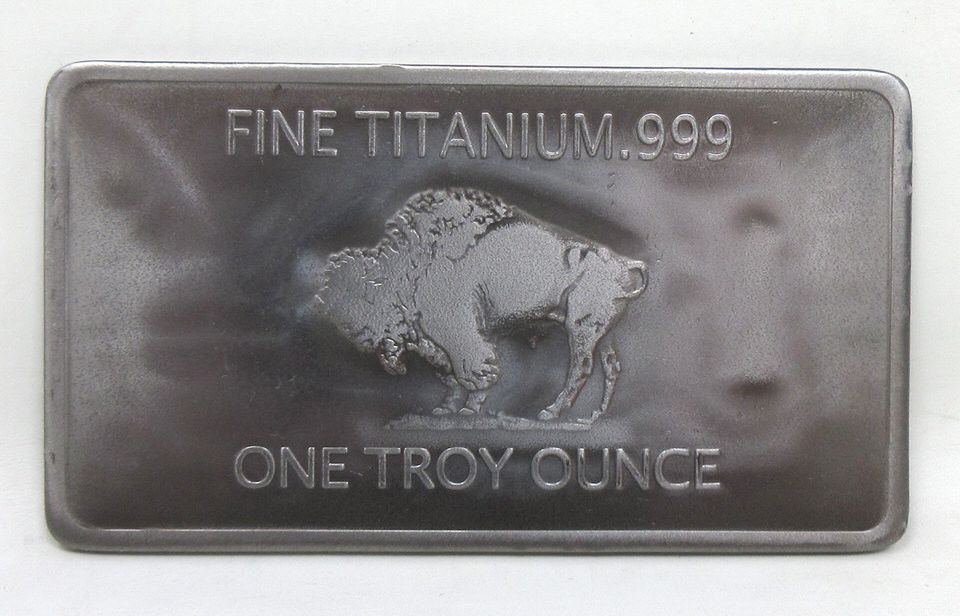 FINE TITANIUM.999
ONE TROY OUNCE